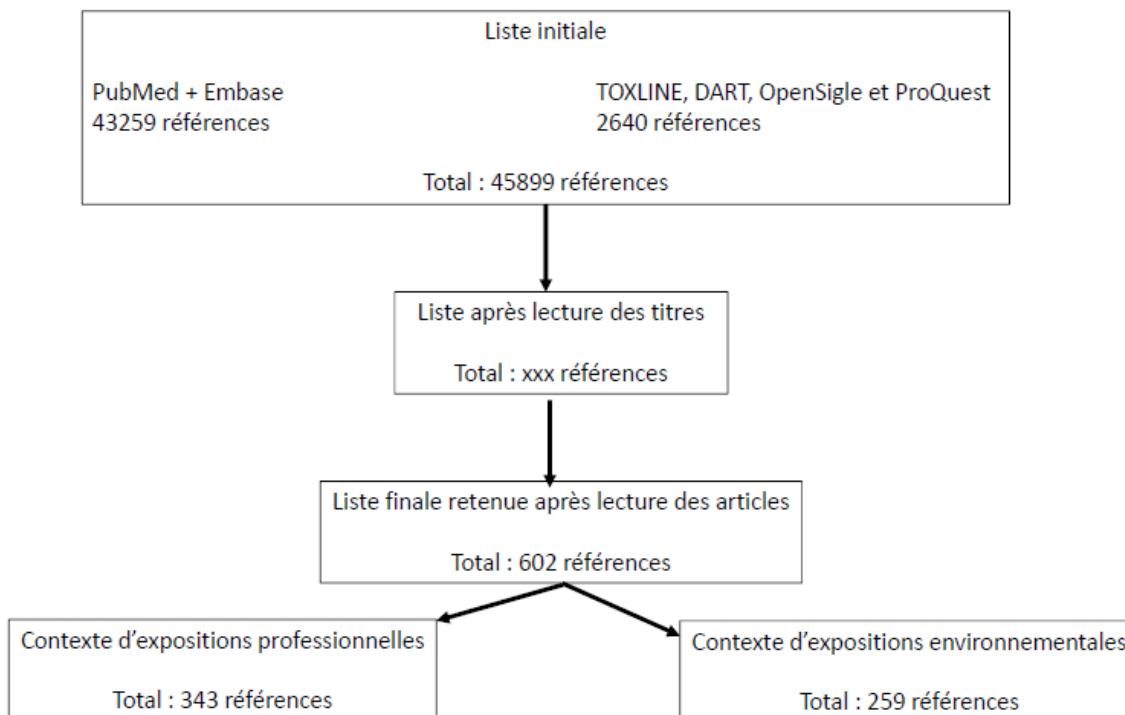 Liste initiale
PubMed + Embase
43259 références
TOXLINE, DART, OpenSigle et ProQuest
2640 références
Total : 45899 références
Liste après lecture des titres
Total : xxx références
Liste finale retenue après lecture des articles
Total : 602 références
Contexte d'expositions professionnelles
Total : 343 références
Contexte d'expositions environnementales
Total : 259 références